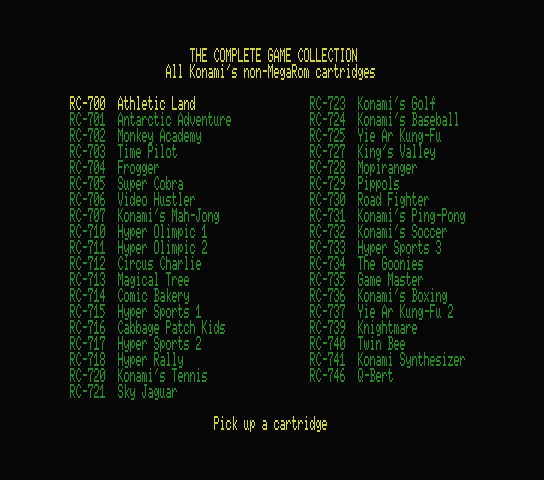 THE COMPLETE GAME COLLECTION
All Konami's non-MegaRom cartridges
RC-700 Athletic Land
RC-701 Antarctic Adventure
RC-702 Monkey Academy
RC-703 Time Pilot
RC-704 Frogger
RC-705 Super Cobra
RC-706 Video Hustler
RC-707 Konami's Mah-Jong
RC-710 Hyper Olimpic 1
RC-711 Hyper Olimpic 2
RC-712 Circus Charlie
RC-713 Magical Tree
RC-714 Comic Bakery
RC-715 Hyper Sports 1
RC-716 Cabbage Patch Kids
RC-717 Hyper Sports 2
RC-718 Hyper Rally
RC-720 Konami's Tennis
RC-721 Sky Jaguar
RC-723 Konami's Golf
RC-724 Konami's Baseball
RC-725 Yie Ar Kung-Fu
RC-727 King's Valley
RC-728 Mopiranger
RC-729 Pippols
RC-730 Road Fighter
RC-731 Konami's Ping-Pong
RC-732 Konami's Soccer
RC-733 Hyper Sports 3
RC-734 The Goonies
RC-735 Game Master
RC-736 Konami's Boxing
RC-737 Yie Ar Kung-Fu 2
RC-739 Knightmare
RC-740 Twin Bee
RC-741 Konami Synthesizer
RC-746 Q-Bert
Pick up a cartridge